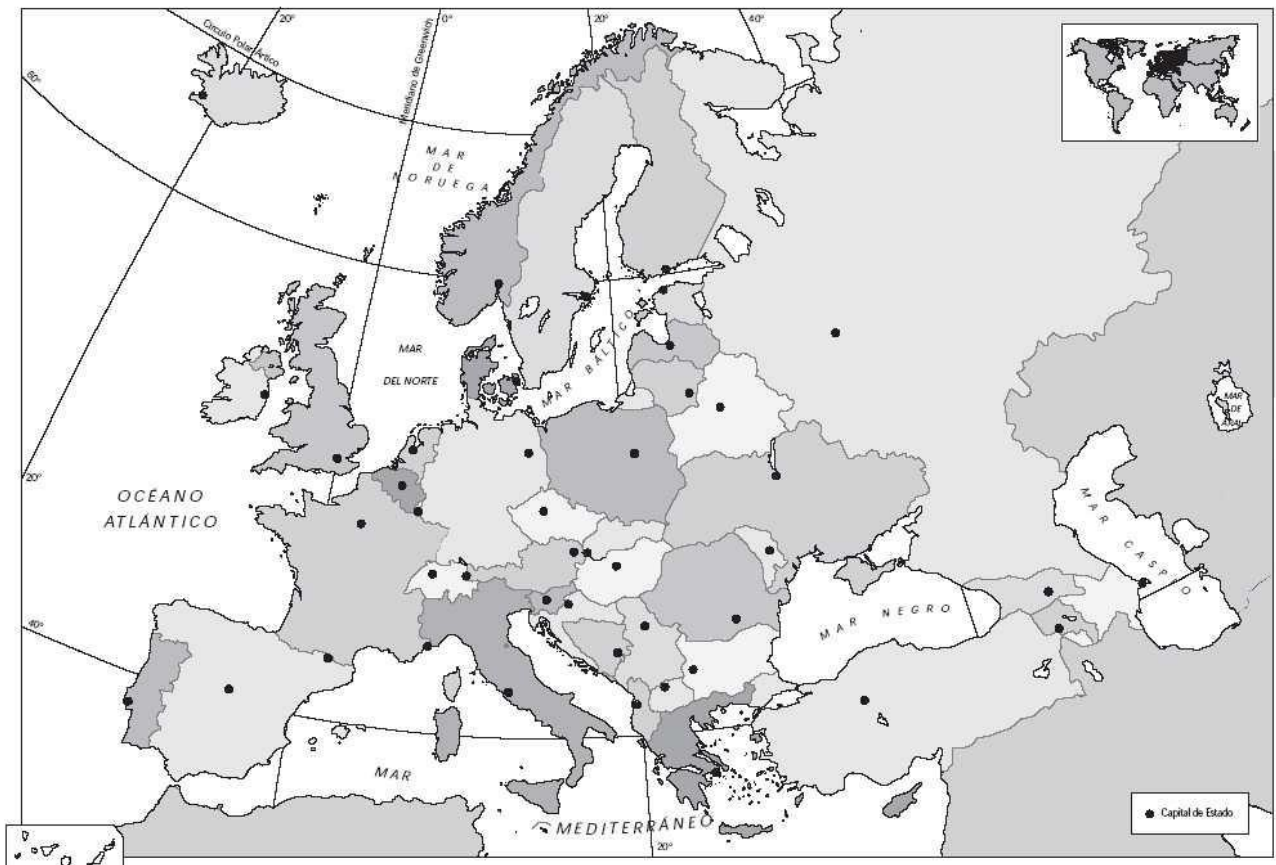 20°
0°
20°
40°
Círculo Polar Ártico
Meridiano de Greenwich
60°
MAR
DE
NORUEGA
MAR
DEL NORTE
MAR BÁLTICO
MAR
DE
ARAL
20°
OCÉANO
ATLÁNTICO
MAR CASPIO
MAR NEGRO
40°
MAR
MEDITERRÁNEO
20°
Capital de Estado